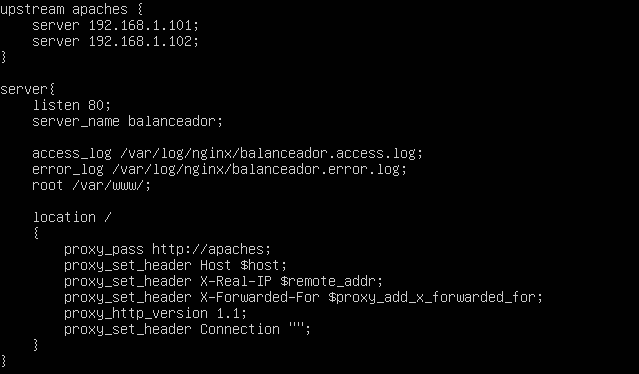 upstream apaches {
    server 192.168.1.101;
    server 192.168.1.102;
}

server{
    listen 80;
    server_name balanceador;

    access_log /var/log/nginx/balanceador.access.log;
    error_log /var/log/nginx/balanceador.error.log;
    root /var/www/;

    location /
    {
        proxy_pass http://apaches;
        proxy_set_header Host $host;
        proxy_set_header X-Real-IP $remote_addr;
        proxy_set_header X-Forwarded-For $proxy_add_x_forwarded_for;
        proxy_http_version 1.1;
        proxy_set_header Connection "";
    }
}